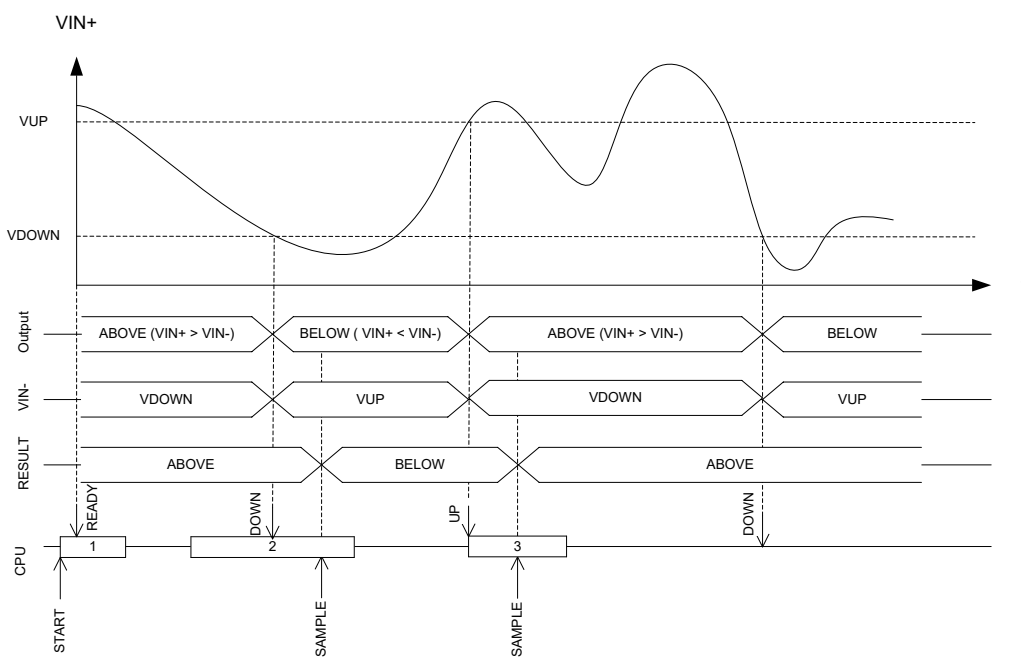 VIN+
VUP
VDOWN
Output
ABOVE (VIN+ > VIN-)
BELOW ( VIN+ < VIN-)
ABOVE (VIN+ > VIN-)
BELOW
VIN-
VDOWN
VUP
VDOWN
VUP
RESULT
ABOVE
BELOW
ABOVE
READY
DOWN
UP
DOWN
CPU
1
2
3
START
SAMPLE
SAMPLE